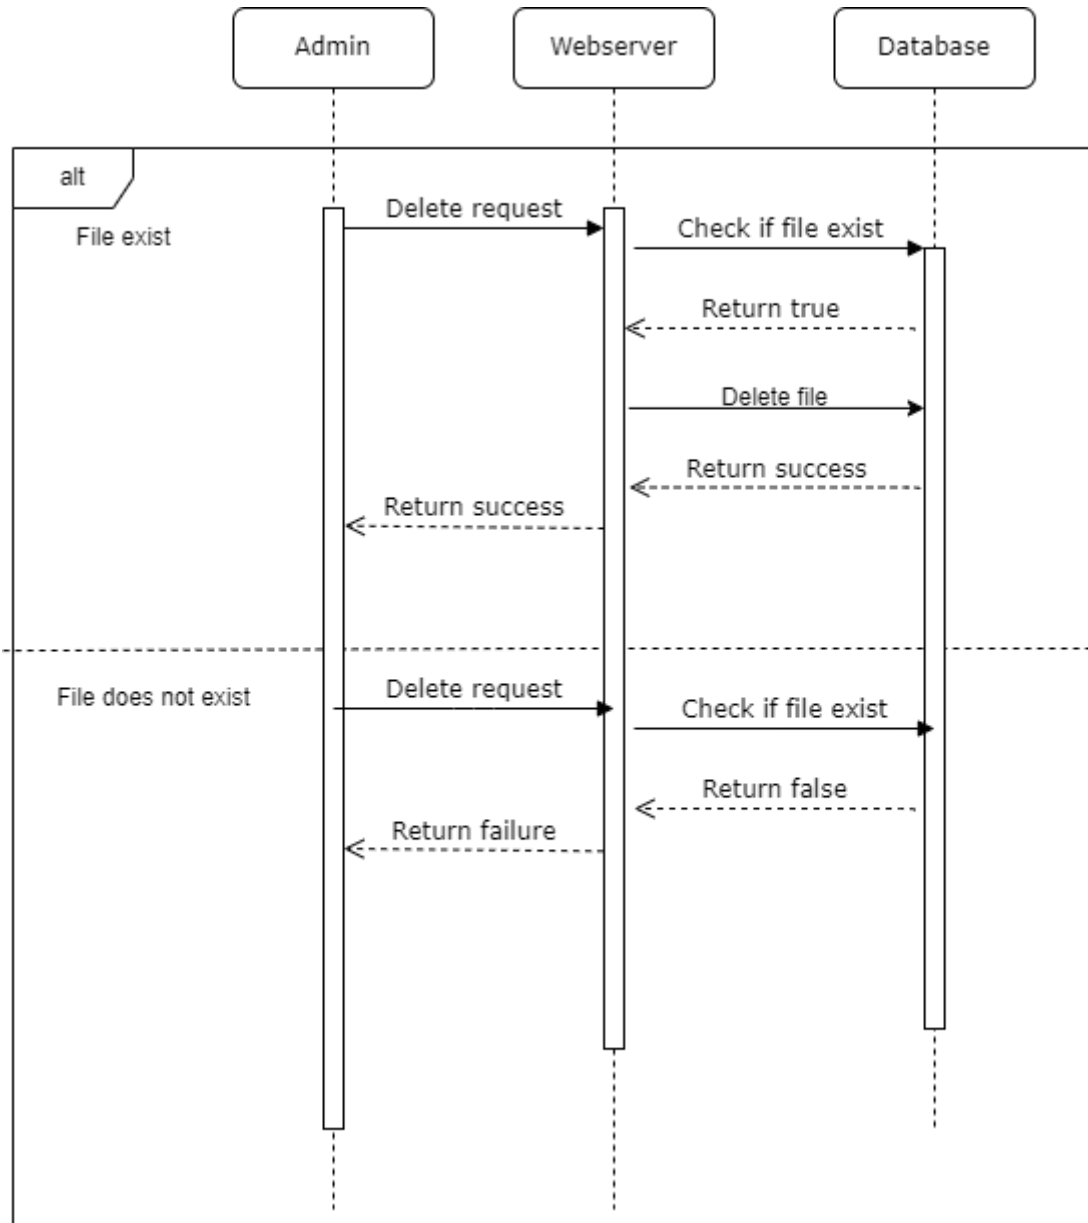 Admin
Webserver
Database
alt
File exist
Delete request
Check if file exist
Return true
Delete file
Return success
Return success
File does not exist
Delete request
Check if file exist
Return false
Return failure